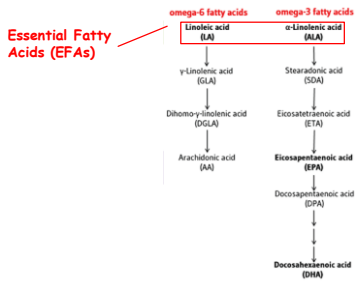 Essential Fatty
Acids (EFAs)
omega-6 fatty acids
Linoleic acid
(LA)
γ-Linolenic acid
(GLA)
Dihomo-γ-linolenic acid
(DGLA)
Arachidonic acid
(AA)
omega-3 fatty acids
α-Linolenic acid
(ALA)
Stearadonic acid
(SDA)
Eicosatetraenoic acid
(ETA)
Eicosapentaenoic acid
(EPA)
Docosapentaenoic acid
(DPA)
Docosahexaenoic acid
(DHA)